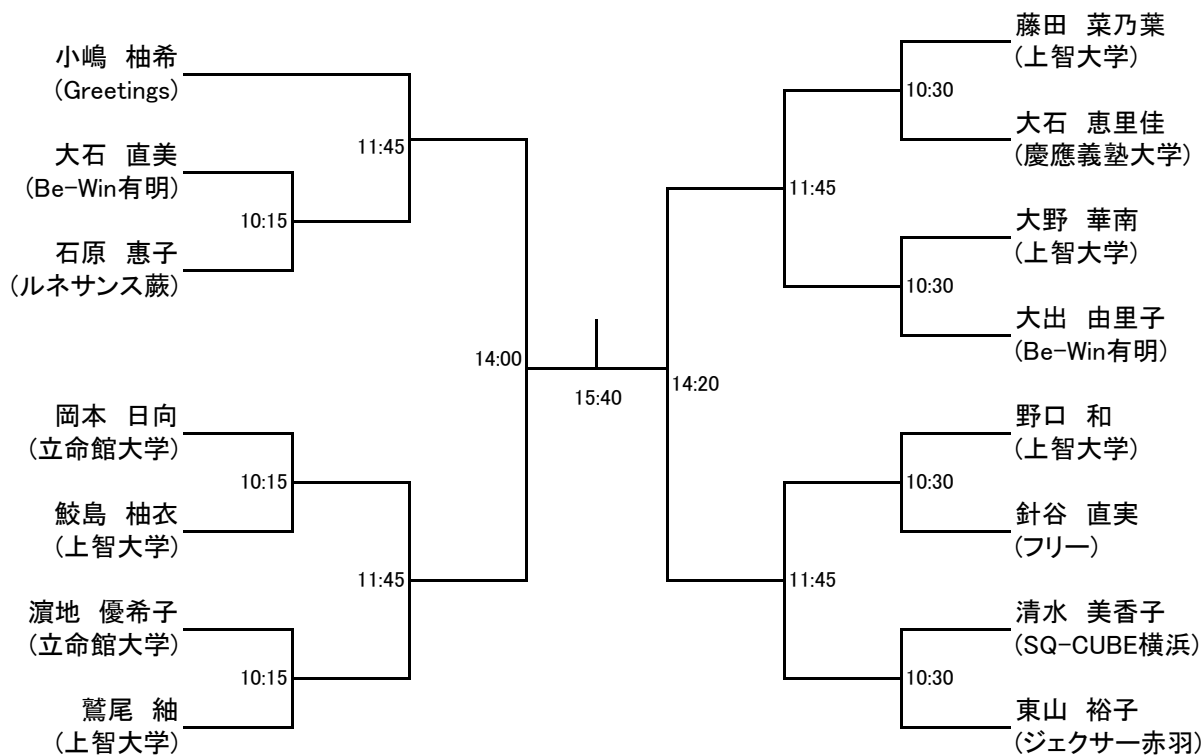 小嶋　柚希
(Greetings)
大石　直美
(Be-Win有明)
石原　惠子
(ルネサンス蕨)
岡本　日向
(立命館大学)
鮫島　柚衣
(上智大学)
濵地　優希子
(立命館大学)
鷲尾　紬
(上智大学)
10:15
10:15
10:15
11:45
11:45
14:00
15:40
14:20
11:45
11:45
10:30
10:30
10:30
10:30
藤田　菜乃葉
(上智大学)
大石　恵里佳
(慶應義塾大学)
大野　華南
(上智大学)
大出　由里子
(Be-Win有明)
野口　和
(上智大学)
針谷　直実
(フリー)
清水　美香子
(SQ-CUBE横浜)
東山　裕子
(ジェクサー赤羽)